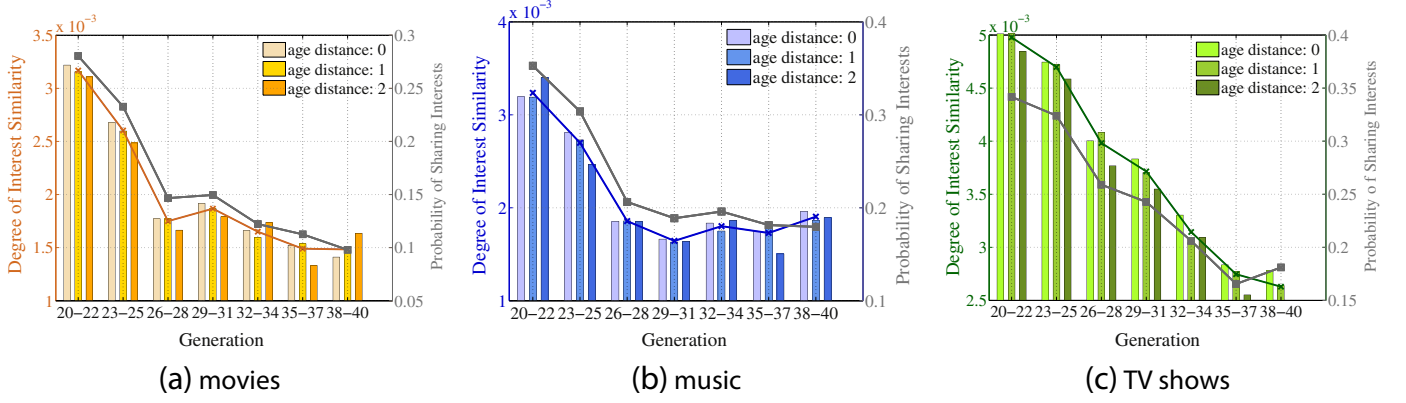 x 10⁻³
3.5
3
2.5
2
1.5
1
Degree of Interest Similarity
age distance: 0
age distance: 1
age distance: 2
0.3
0.25
0.2
0.15
0.1
0.05
Probability of Sharing Interests
20−22 23−25 26−28 29−31 32−34 35−37 38−40
Generation
(a) movies
x 10⁻³
4
3
2
1
Degree of Interest Similarity
age distance: 0
age distance: 1
age distance: 2
0.4
0.3
0.2
0.1
Probability of Sharing Interests
20−22 23−25 26−28 29−31 32−34 35−37 38−40
Generation
(b) music
x 10⁻³
5
4.5
4
3.5
3
2.5
Degree of Interest Similarity
age distance: 0
age distance: 1
age distance: 2
0.4
0.35
0.3
0.25
0.2
0.15
Probability of Sharing Interests
20−22 23−25 26−28 29−31 32−34 35−37 38−40
Generation
(c) TV shows